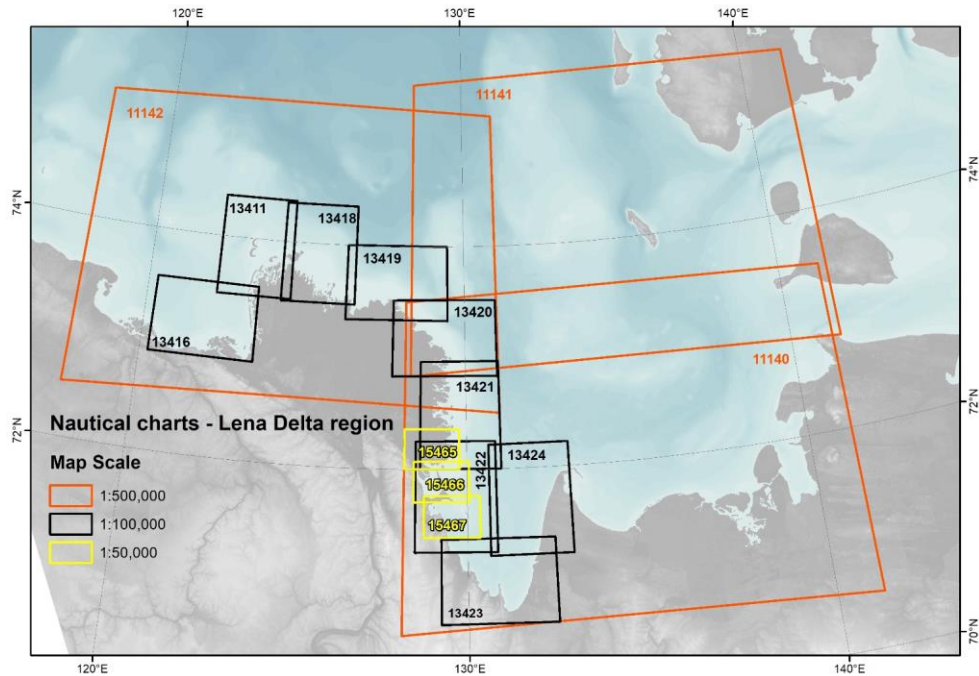 120°E
130°E
140°E
11141
11142
74°N
74°N
13411
13418
13419
13420
13416
11140
13421
72°N
72°N
Nautical charts - Lena Delta region
Map Scale
1:500,000
1:100,000
1:50,000
15465
13422
13424
15466
15467
13423
70°N
120°E
130°E
140°E